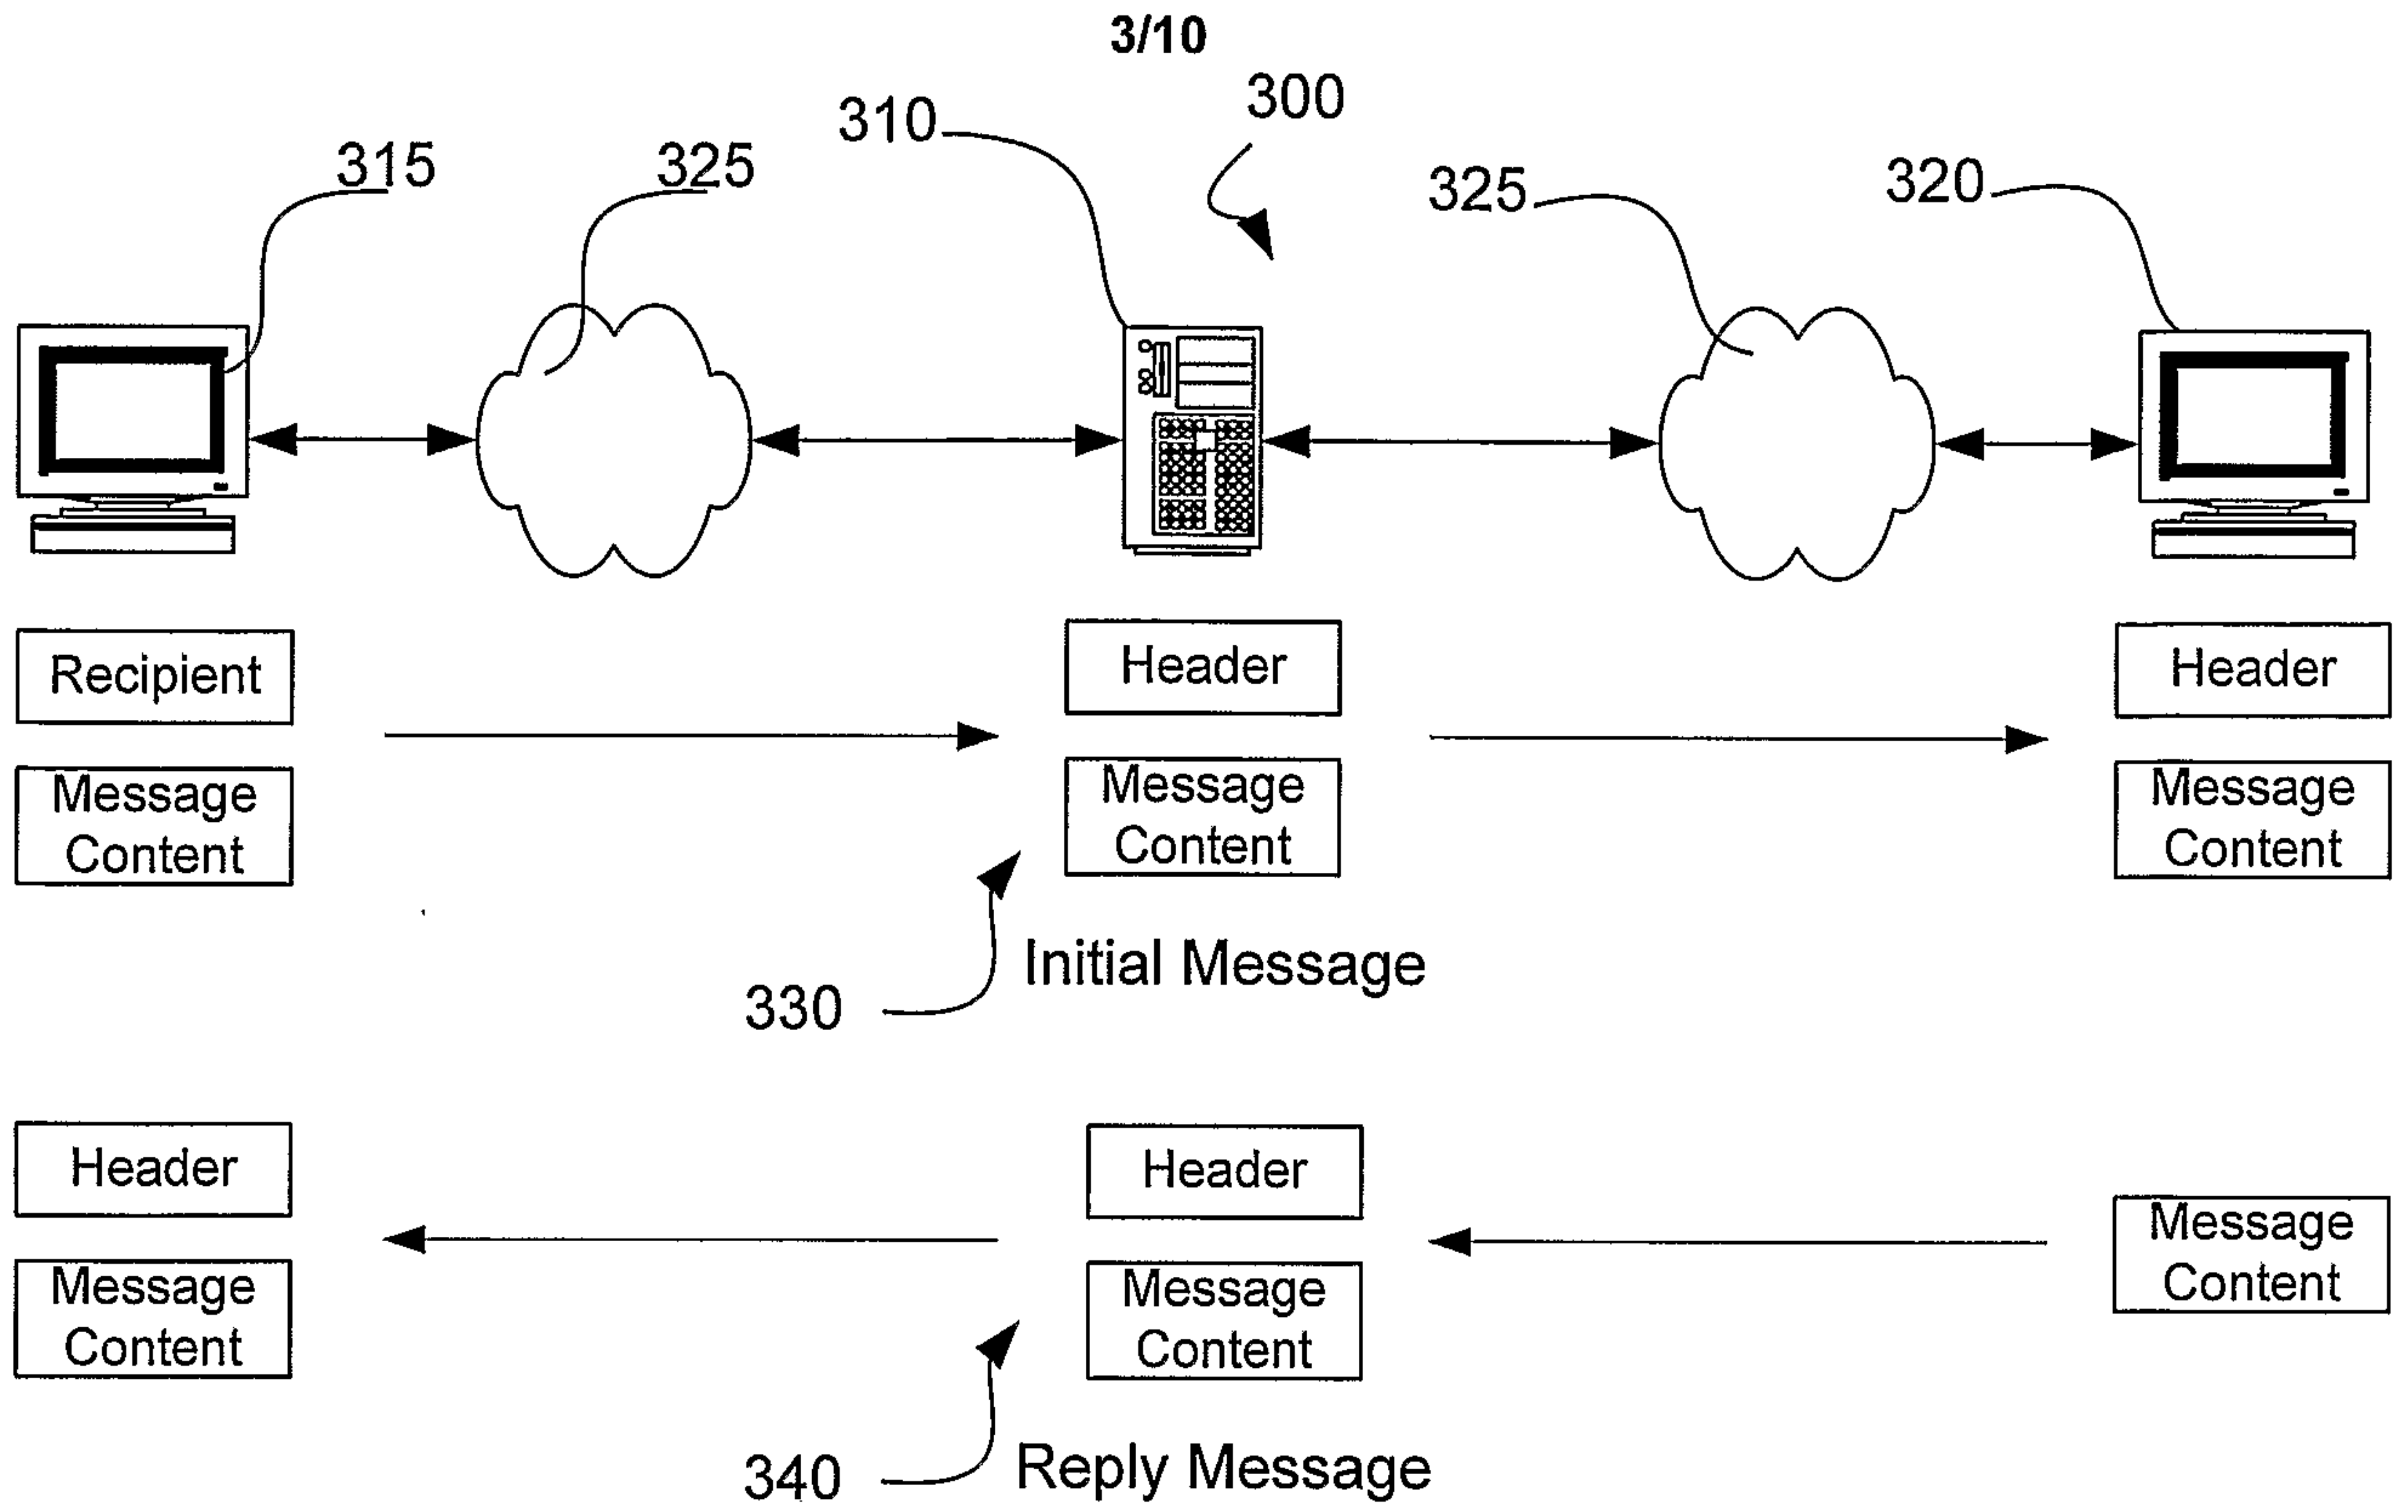 3/10
300
310
315
325
325
320
Recipient
Header
Header
Message
Content
Message
Content
Message
Content
Initial Message
330
Header
Header
Message
Content
Message
Content
Message
Content
Reply Message
340